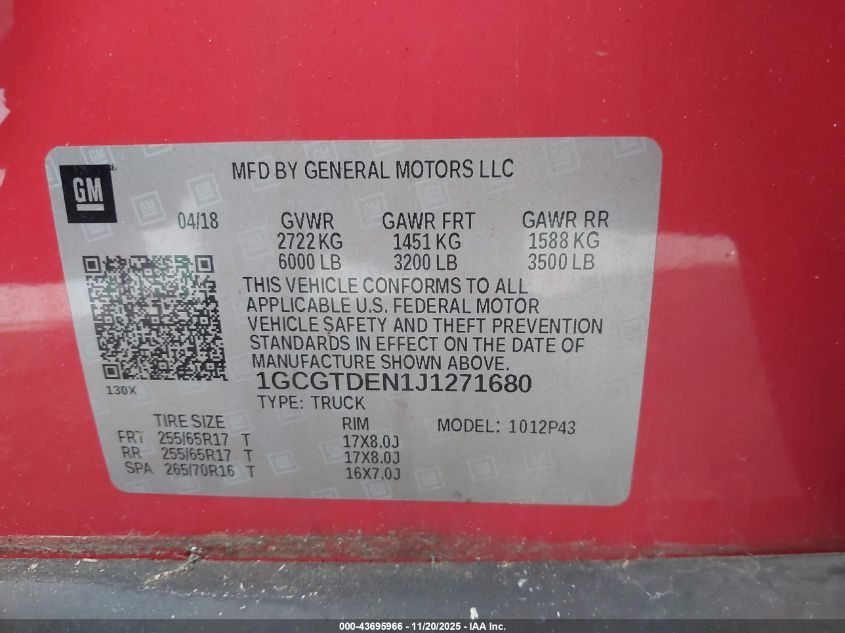 MFD BY GENERAL MOTORS LLC
GM
04/18 GVWR GAWR FRT GAWR RR
2722 KG 1451 KG 1588 KG
6000 LB 3200 LB 3500 LB
THIS VEHICLE CONFORMS TO ALL
APPLICABLE U.S. FEDERAL MOTOR
VEHICLE SAFETY AND THEFT PREVENTION
STANDARDS IN EFFECT ON THE DATE OF
MANUFACTURE SHOWN ABOVE.
130X
1GCGTDEN1J1271680
TYPE: TRUCK
TIRE SIZE RIM MODEL: 1012P43
FRT 255/65R17 T 17X8.0J
RR 255/65R17 T 17X8.0J
SPA 265/70R16 T 16X7.0J
000-43695966 - 11/20/2025 - IAA Inc.